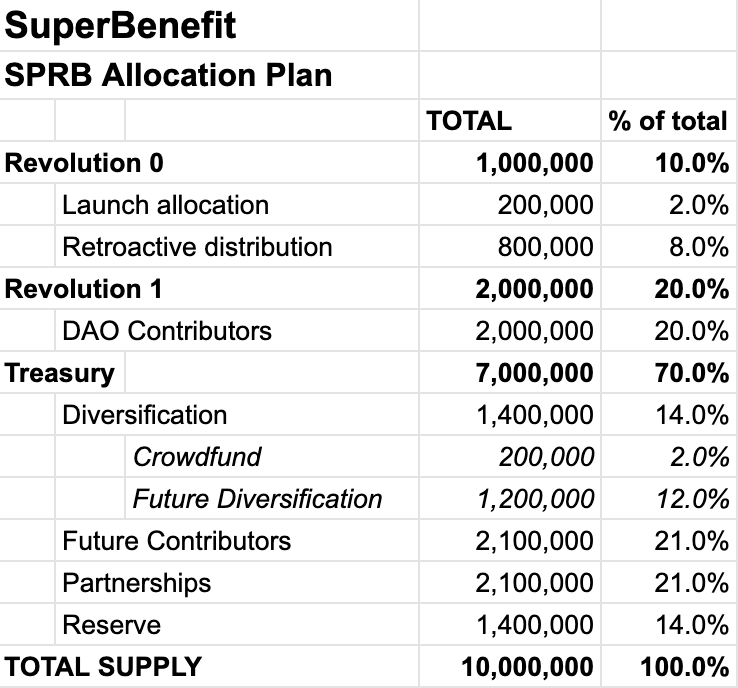 SuperBenefit
SPRB Allocation Plan
TOTAL % of total
Revolution 0 1,000,000 10.0%
Launch allocation 200,000 2.0%
Retroactive distribution 800,000 8.0%
Revolution 1 2,000,000 20.0%
DAO Contributors 2,000,000 20.0%
Treasury 7,000,000 70.0%
Diversification 1,400,000 14.0%
Crowdfund 200,000 2.0%
Future Diversification 1,200,000 12.0%
Future Contributors 2,100,000 21.0%
Partnerships 2,100,000 21.0%
Reserve 1,400,000 14.0%
TOTAL SUPPLY 10,000,000 100.0%